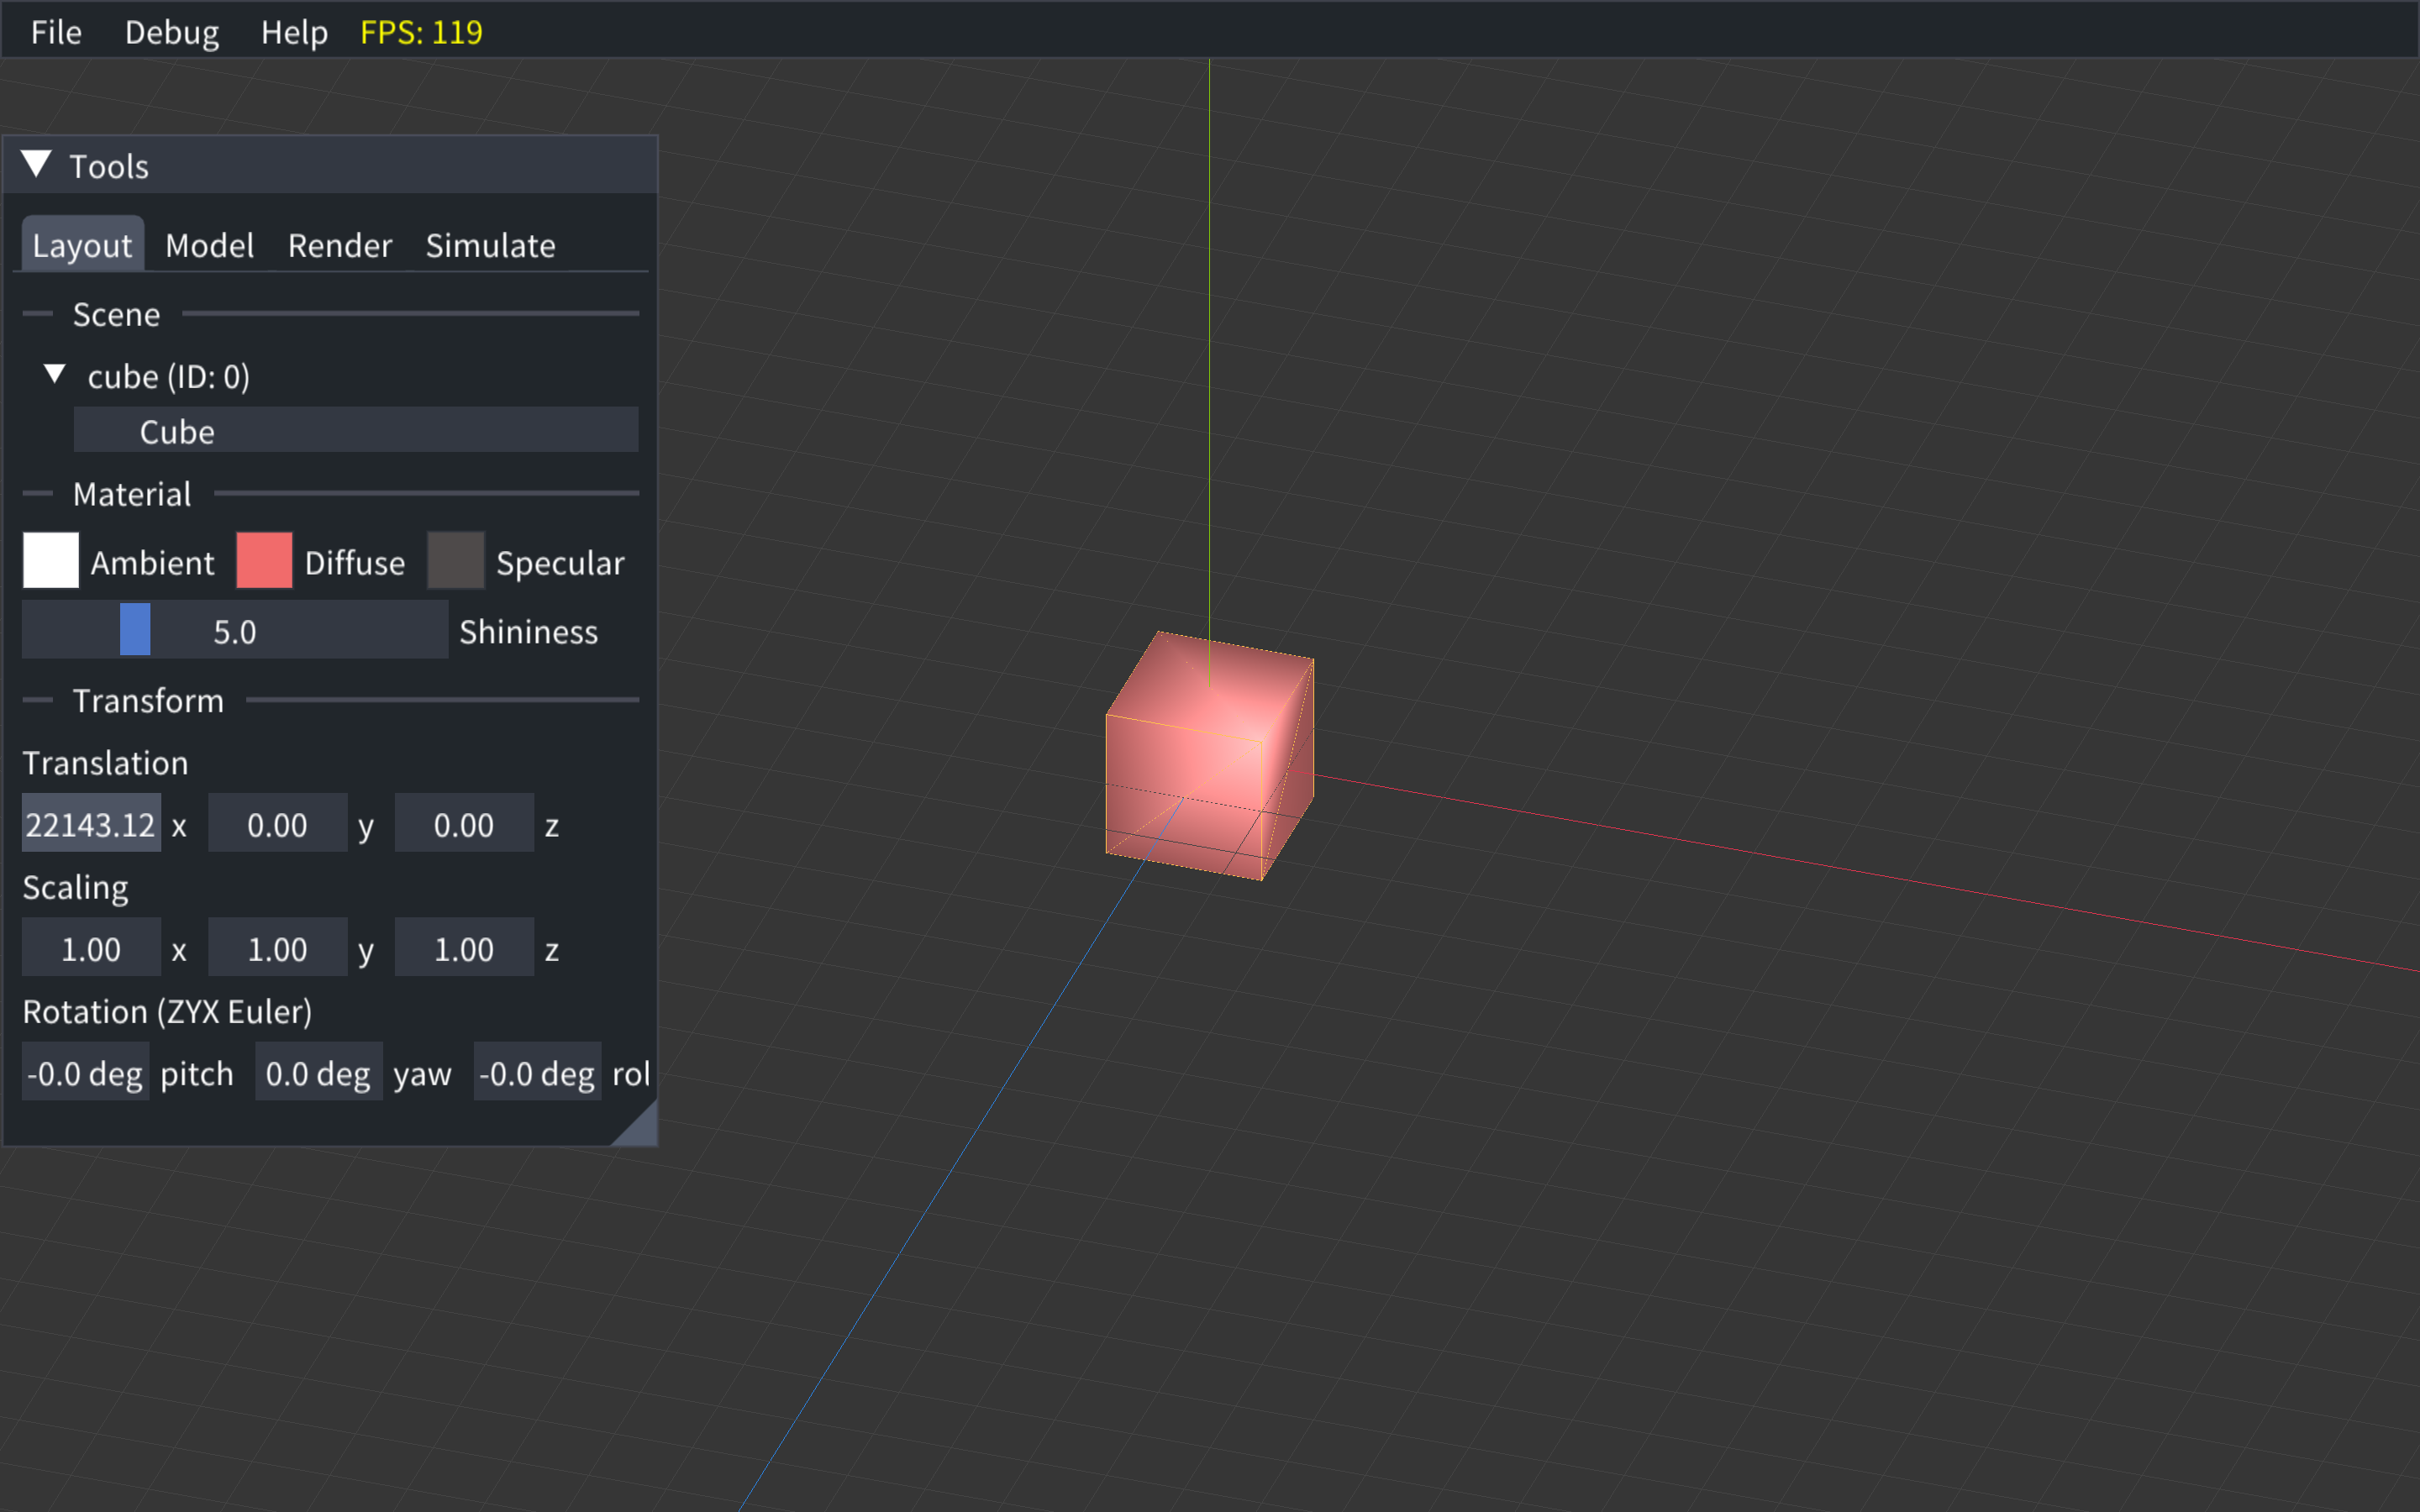 File Debug Help FPS: 119
Tools
Layout Model Render Simulate
Scene
cube (ID: 0)
Cube
Material
Ambient Diffuse Specular
5.0 Shininess
Transform
Translation
22143.12 x 0.00 y 0.00 z
Scaling
1.00 x 1.00 y 1.00 z
Rotation (ZYX Euler)
-0.0 deg pitch 0.0 deg yaw -0.0 deg rol